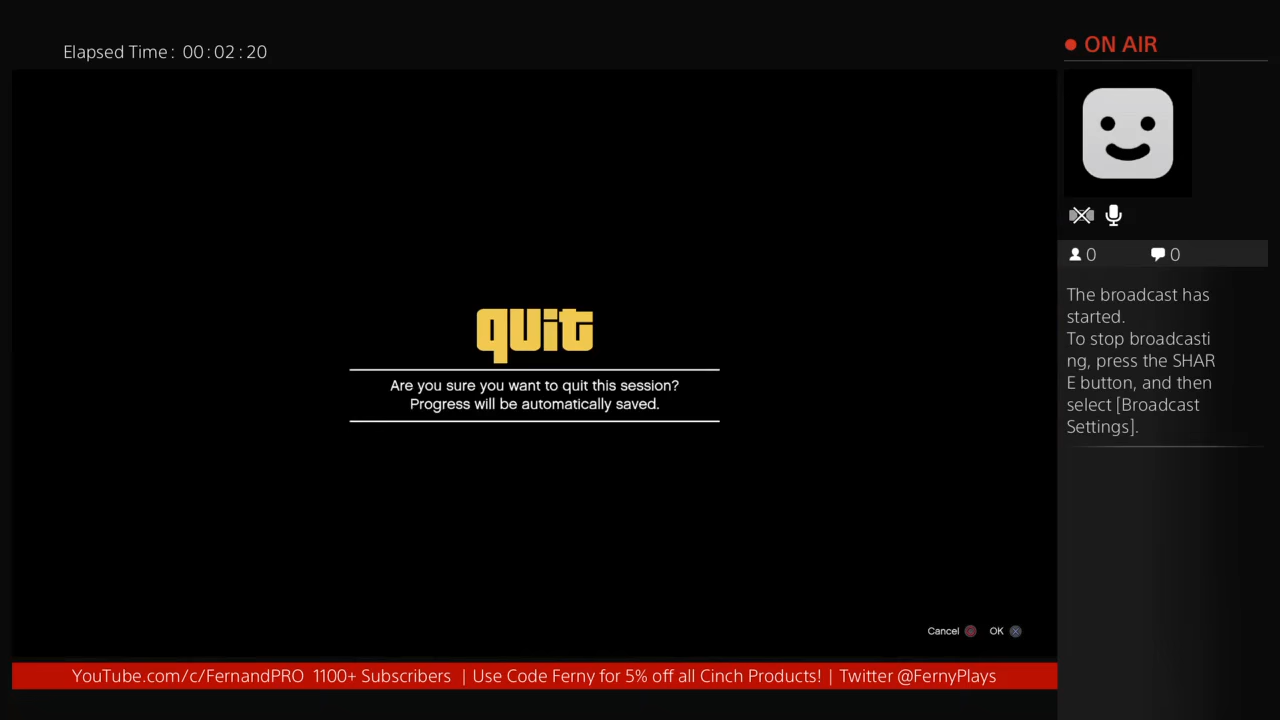 Elapsed Time: 00:02:20
ON AIR
0 0
The broadcast has
started.
To stop broadcasti
ng, press the SHAR
E button, and then
select [Broadcast
Settings].
quit
Are you sure you want to quit this session?
Progress will be automatically saved.
Cancel OK
YouTube.com/c/FernandPRO 1100+ Subscribers | Use Code Ferny for 5% off all Cinch Products! | Twitter @FernyPlays